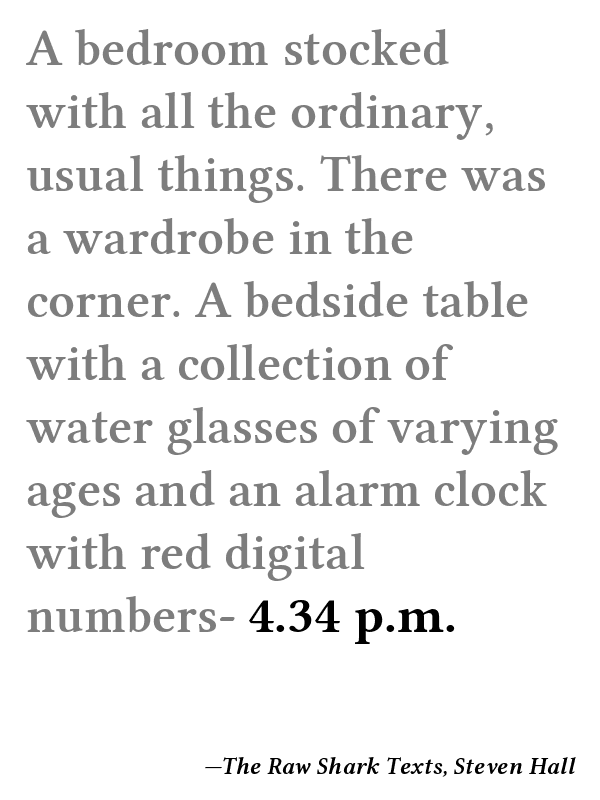 A bedroom stocked
with all the ordinary,
usual things. There was
a wardrobe in the
corner. A bedside table
with a collection of
water glasses of varying
ages and an alarm clock
with red digital
numbers- 4.34 p.m.
—The Raw Shark Texts, Steven Hall